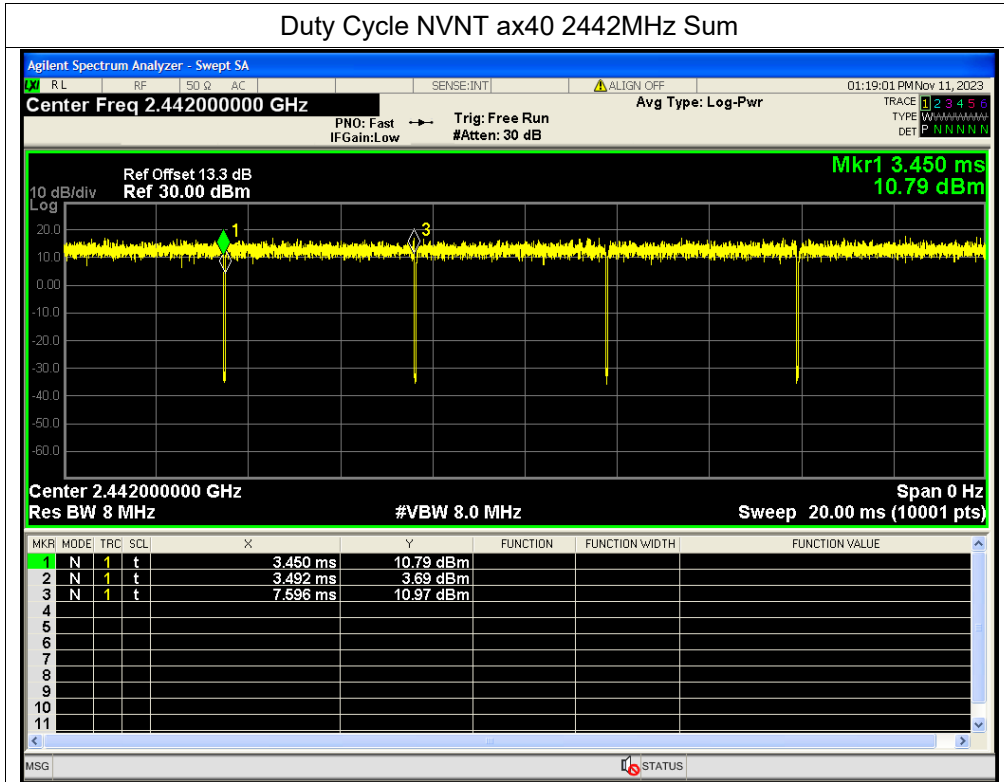 Duty Cycle NVNT ax40 2442MHz Sum
Agilent Spectrum Analyzer - Swept SA
LXI RL RF 50 Ω AC SENSE:INT ALIGN OFF 01:19:01 PM Nov 11, 2023
Center Freq 2.442000000 GHz Avg Type: Log-Pwr TRACE 1 2 3 4 5 6
PNO: Fast Trig: Free Run TYPE WWWWWW
IFGain:Low #Atten: 30 dB DET P N N N N N
Mkr1 3.450 ms
Ref Offset 13.3 dB
10 dB/div Ref 30.00 dBm 10.79 dBm
Log
20.0
1 3
10.0
0.00
-10.0
-20.0
-30.0
-40.0
-50.0
-60.0
Center 2.442000000 GHz Span 0 Hz
Res BW 8 MHz #VBW 8.0 MHz Sweep 20.00 ms (10001 pts)
MKR MODE TRC SCL X Y FUNCTION FUNCTION WIDTH FUNCTION VALUE
1 N 1 t 3.450 ms 10.79 dBm
2 N 1 t 3.492 ms 3.69 dBm
3 N 1 t 7.596 ms 10.97 dBm
4
5
6
7
8
9
10
11
MSG STATUS